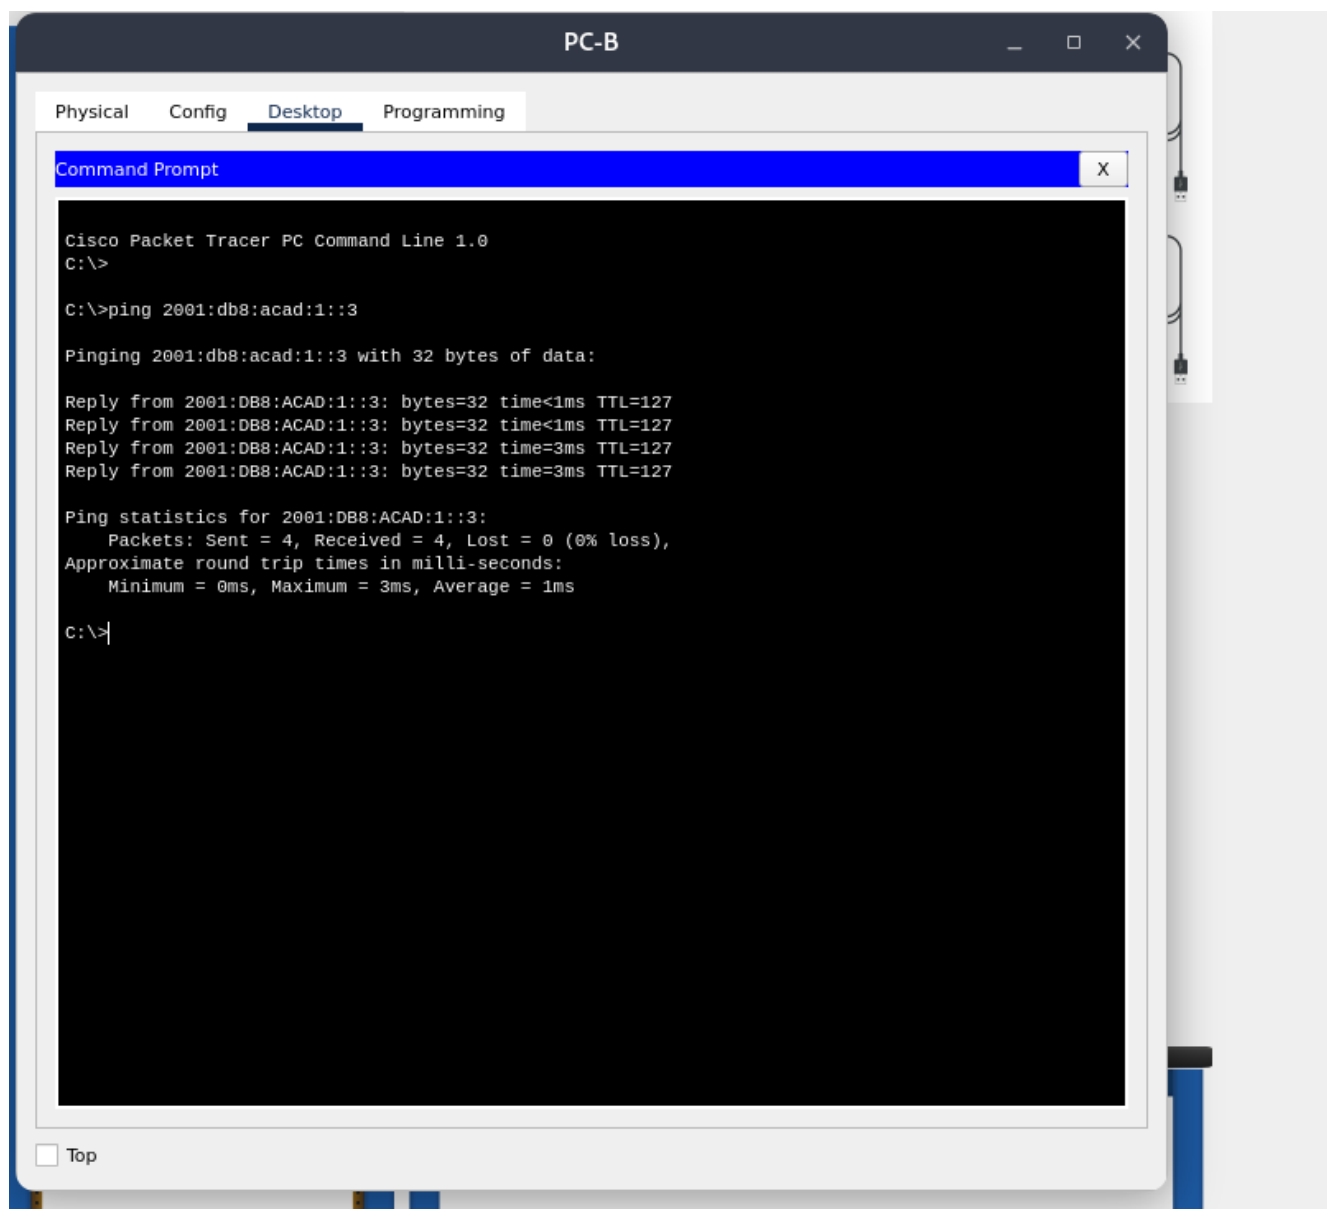 PC-B
Physical Config Desktop Programming
Command Prompt X
Cisco Packet Tracer PC Command Line 1.0
C:\>
C:\>ping 2001:db8:acad:1::3
Pinging 2001:db8:acad:1::3 with 32 bytes of data:
Reply from 2001:DB8:ACAD:1::3: bytes=32 time<1ms TTL=127
Reply from 2001:DB8:ACAD:1::3: bytes=32 time<1ms TTL=127
Reply from 2001:DB8:ACAD:1::3: bytes=32 time=3ms TTL=127
Reply from 2001:DB8:ACAD:1::3: bytes=32 time=3ms TTL=127
Ping statistics for 2001:DB8:ACAD:1::3:
Packets: Sent = 4, Received = 4, Lost = 0 (0% loss),
Approximate round trip times in milli-seconds:
Minimum = 0ms, Maximum = 3ms, Average = 1ms
C:\>
Top